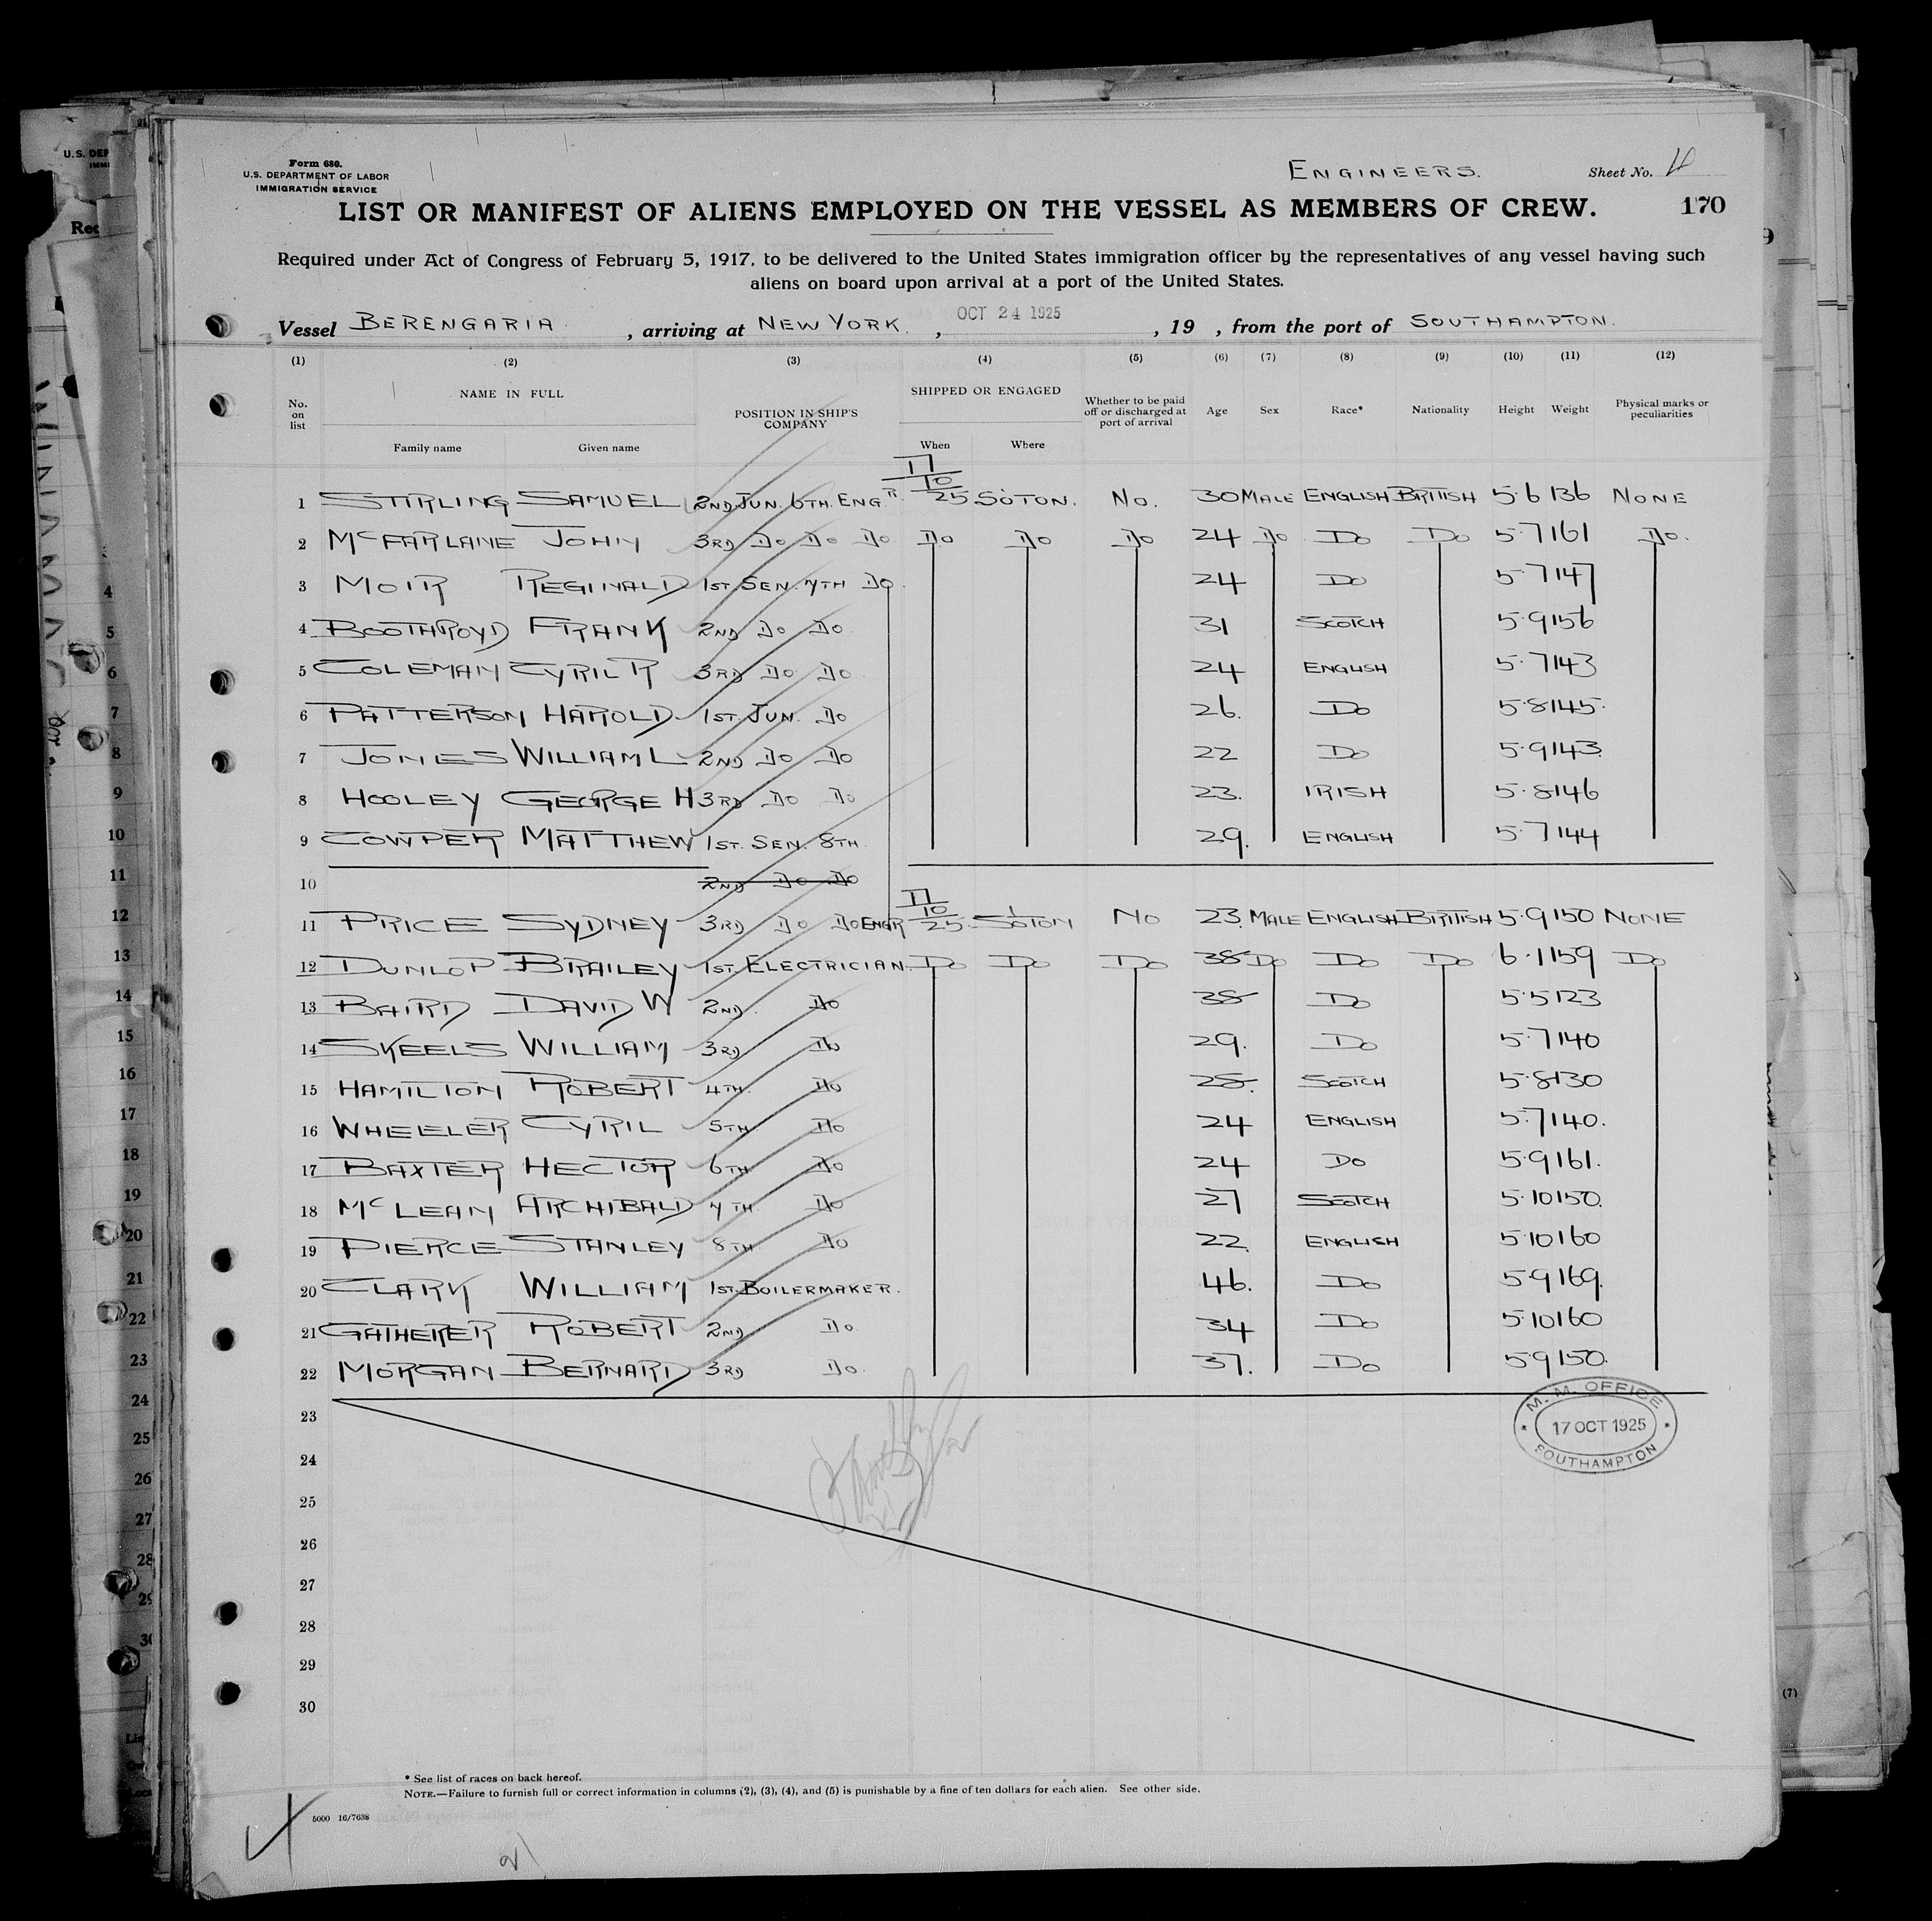 Form 680.
U.S. DEPARTMENT OF LABOR
IMMIGRATION SERVICE
ENGINEERS.
Sheet No. 4
LIST OR MANIFEST OF ALIENS EMPLOYED ON THE VESSEL AS MEMBERS OF CREW.
170
Required under Act of Congress of February 5, 1917, to be delivered to the United States immigration officer by the representatives of any vessel having such
aliens on board upon arrival at a port of the United States.
Vessel BERENGARIA , arriving at NEW YORK. , OCT 24 1925 , 19 , from the port of SOUTHAMPTON.
(1) (2) (3) (4) (5) (6) (7) (8) (9) (10) (11) (12)
No. on list NAME IN FULL Family name Given name POSITION IN SHIP'S COMPANY SHIPPED OR ENGAGED When Where Whether to be paid off or discharged at port of arrival Age Sex Race* Nationality Height Weight Physical marks or peculiarities
1 STIRLING SAMUEL 2ND JUN. 6TH. ENGR. 17/10/25 SOTON. No. 30 MALE ENGLISH BRITISH 5.6 136 NONE
2 McFARLANE JOHN 3RD Do Do Do Do Do Do 24 Do Do Do 5.7 161 Do.
3 MOIR REGINALD 1ST. SEN. 7TH Do. 24 Do 5.7 147
4 BOOTHROYD FRANK 2ND Do Do 31 SCOTCH 5.9 156
5 COLEMAN CYRIL R 3RD Do Do 24 ENGLISH 5.7 143
6 PATTERSON HAROLD 1ST. JUN. Do 26. Do 5.8 145.
7 JONES WILLIAM L 2ND Do Do 22 Do 5.9 143
8 HOOLEY GEORGE H 3RD Do Do 23. IRISH 5.8 146
9 COWPER MATTHEW 1ST. SEN. 8TH 29. ENGLISH 5.7 144
10 2ND Do Do
11 PRICE SYDNEY 3RD Do Do ENGR 17/10/25. SOTON No 23. MALE ENGLISH BRITISH 5.9 150 NONE
12 DUNLOP BRAILEY 1ST. ELECTRICIAN. Do Do Do 38 Do Do Do 6.1 159 Do
13 BAIRD DAVID W 2ND. Do 38 Do 5.5 123
14 SKEELS WILLIAM 3RD Do 29. Do 5.7 140
15 HAMILTON ROBERT 4TH. Do 28. SCOTCH 5.8 130
16 WHEELER CYRIL 5TH. Do 24 ENGLISH 5.7 140.
17 BAXTER HECTOR 6TH Do 24 Do 5.9 161.
18 McLEAN ARCHIBALD 7TH Do 27 SCOTCH 5.10 150.
19 PIERCE STANLEY 8TH Do 22. ENGLISH 5.10 160
20 CLARK WILLIAM 1ST. BOILERMAKER. 46. Do 5.9 169.
21 GATHERER ROBERT 2ND Do. 34 Do 5.10 160
22 MORGAN BERNARD 3RD Do. 37. Do 5.9 150.
23
24
25
26
27
28
29
30
M. M. OFFICE
17 OCT 1925
SOUTHAMPTON
* See list of races on back hereof.
NOTE.—Failure to furnish full or correct information in columns (2), (3), (4), and (5) is punishable by a fine of ten dollars for each alien. See other side.
5000 16/7638